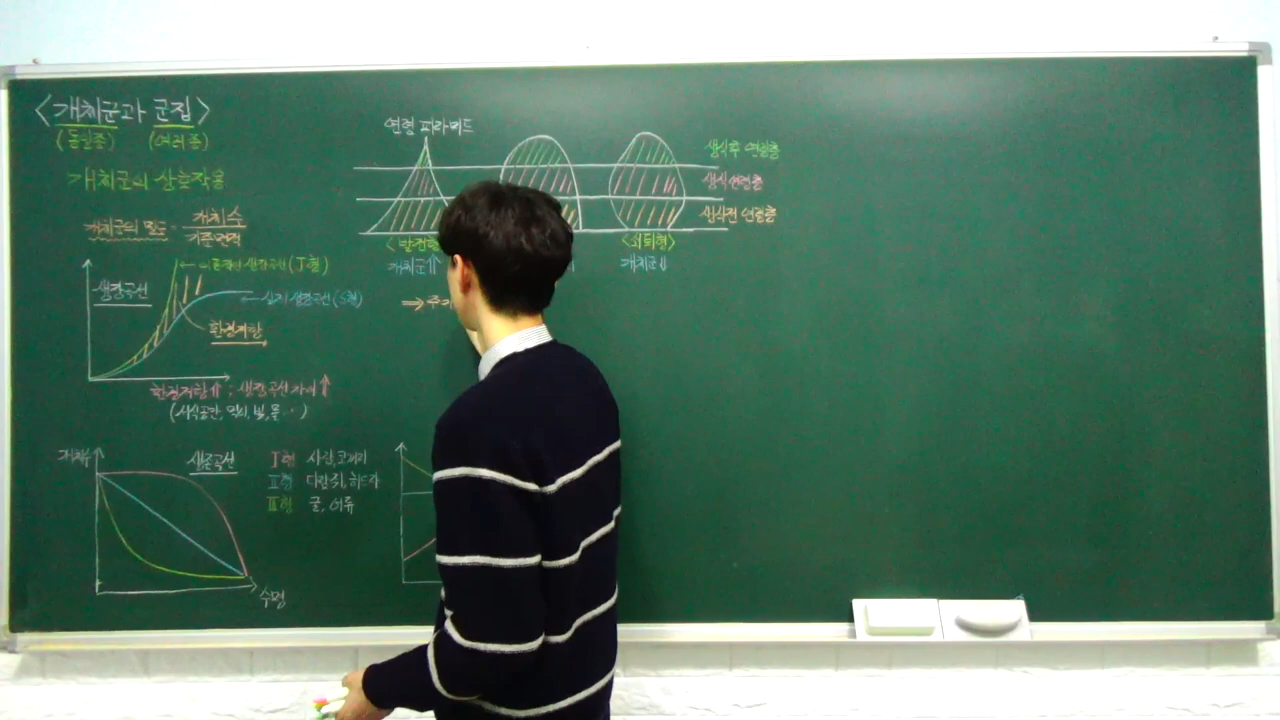 <개체군과 군집>
(동일종) (여러종)
개체군의 상호작용
개체군의 밀도 = 개체수
기준면적
생장곡선
생장곡선 (J형)
실제 생장곡선 (S형)
환경저항
환경저항⇈ : 생장곡선 기울기⇑
(서식공간, 먹이, 빛, 물 ‥)
개체수
생존곡선
Ⅰ형 사람, 코끼리
Ⅱ형 다람쥐, 히드라
Ⅲ형 굴, 어류
수명
연령 피라미드
생식후 연령층
생식 연령층
생식전 연령층
<발전형
<쇠퇴형>
개체군⇈
개체군⇊